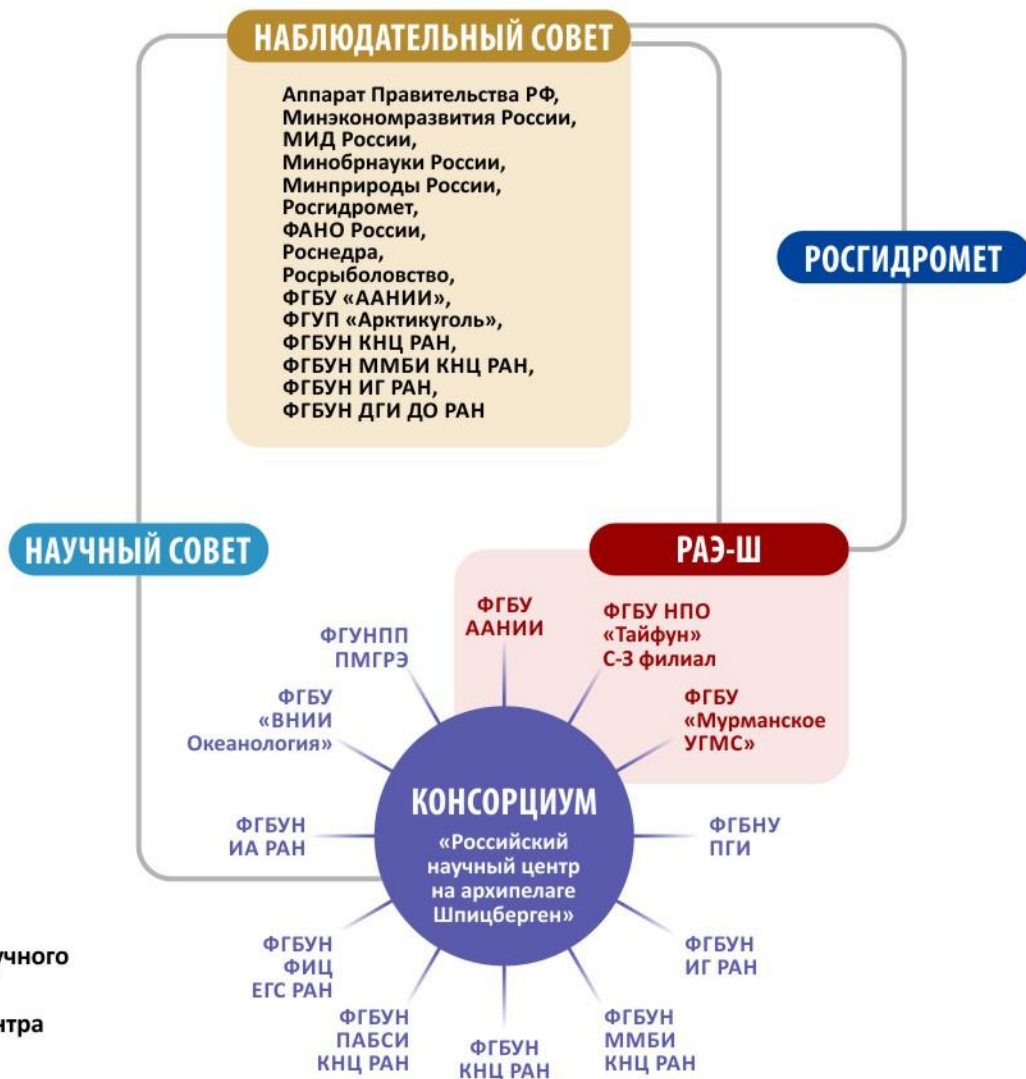 НАБЛЮДАТЕЛЬНЫЙ СОВЕТ
Аппарат Правительства РФ,
Минэкономразвития России,
МИД России,
Минобрнауки России,
Минприроды России,
Росгидромет,
ФАНО России,
Роснедра,
Росрыболовство,
ФГБУ «ААНИИ»,
ФГУП «Арктикуголь»,
ФГБУН КНЦ РАН,
ФГБУН ММБИ КНЦ РАН,
ФГБУН ИГ РАН,
ФГБУН ДГИ ДО РАН
РОСГИДРОМЕТ
НАУЧНЫЙ СОВЕТ
РАЭ-Ш
ФГБУ
ААНИИ
ФГБУ НПО
«Тайфун»
С-З филиал
ФГБУ
«Мурманское
УГМС»
ФГУНПП
ПМГРЭ
ФГБУ
«ВНИИ
Океанология»
ФГБУН
ИА РАН
КОНСОРЦИУМ
«Российский
научный центр
на архипелаге
Шпицберген»
ФГБНУ
ПГИ
ФГБУН
ИГ РАН
ФГБУН
ММБИ
КНЦ РАН
ФГБУН
КНЦ РАН
ФГБУН
ПАБСИ
КНЦ РАН
ФГБУН
ФИЦ
ЕГС РАН
учного
нтра